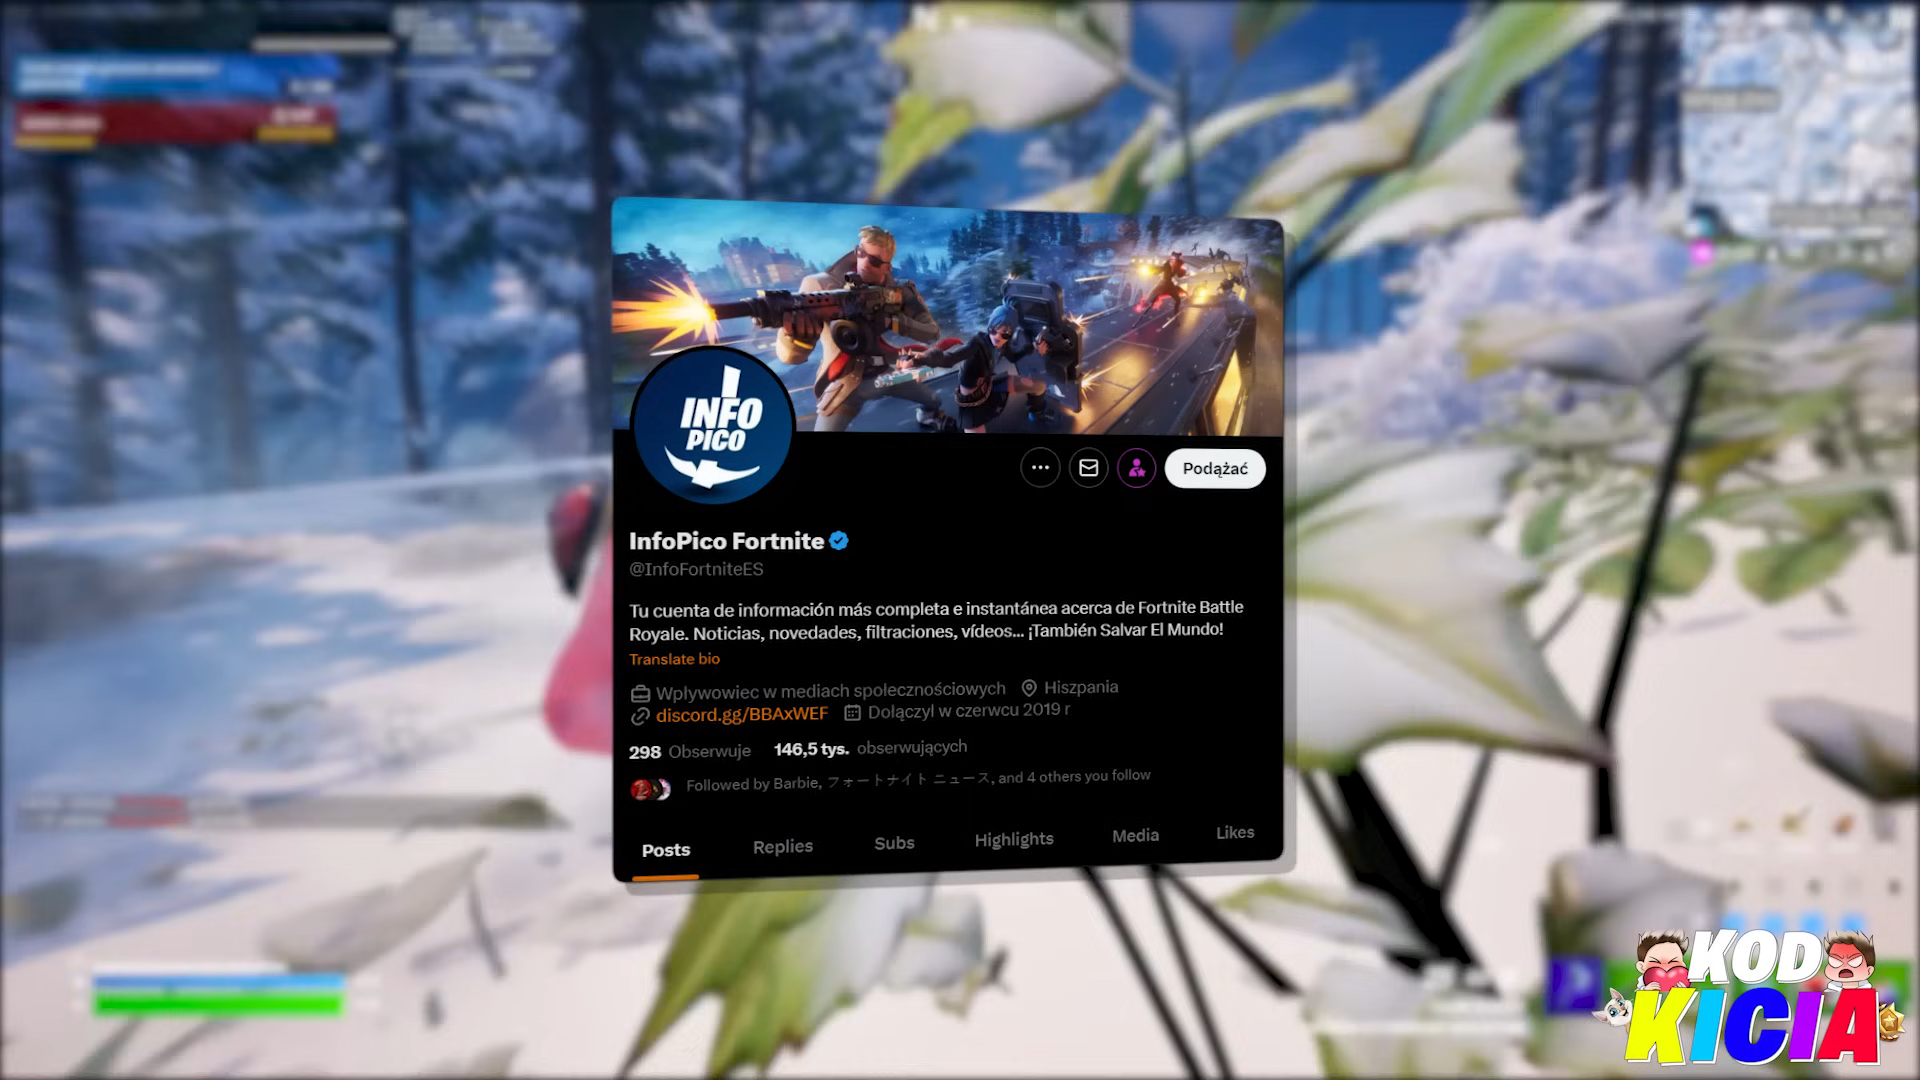 INFO
PICO
Podążać
InfoPico Fortnite
@InfoFortniteES
Tu cuenta de información más completa e instantánea acerca de Fortnite Battle
Royale. Noticias, novedades, filtraciones, vídeos... ¡También Salvar El Mundo!
Translate bio
Wpływowiec w mediach społecznościowych Hiszpania
discord.gg/BBAxWEF Dołączył w czerwcu 2019 r
298 Obserwuje 146,5 tys. obserwujących
Followed by Barbie, フォートナイト ニュース, and 4 others you follow
Posts Replies Subs Highlights Media Likes
KOD
KICIA